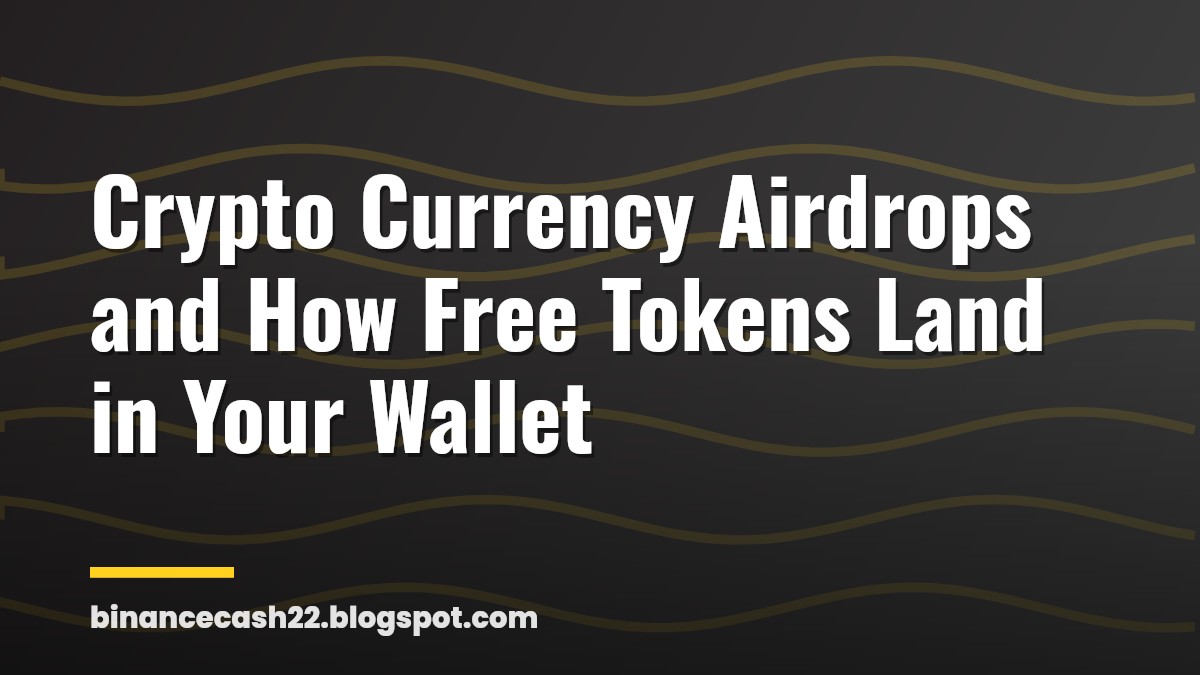 Crypto Currency Airdrops
and How Free Tokens Land
in Your Wallet
binancecash22.blogspot.com